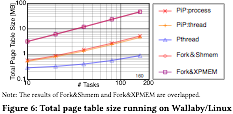 Total Page Table Size [MB]
100
10
1
0.1
10
100
160
# Tasks
PiP:process
PiP:thread
Pthread
Fork&Shmem
Fork&XPMEM
Note: The results of Fork&Shmem and Fork&XPMEM are overlapped.
Figure 6: Total page table size running on Wallaby/Linux